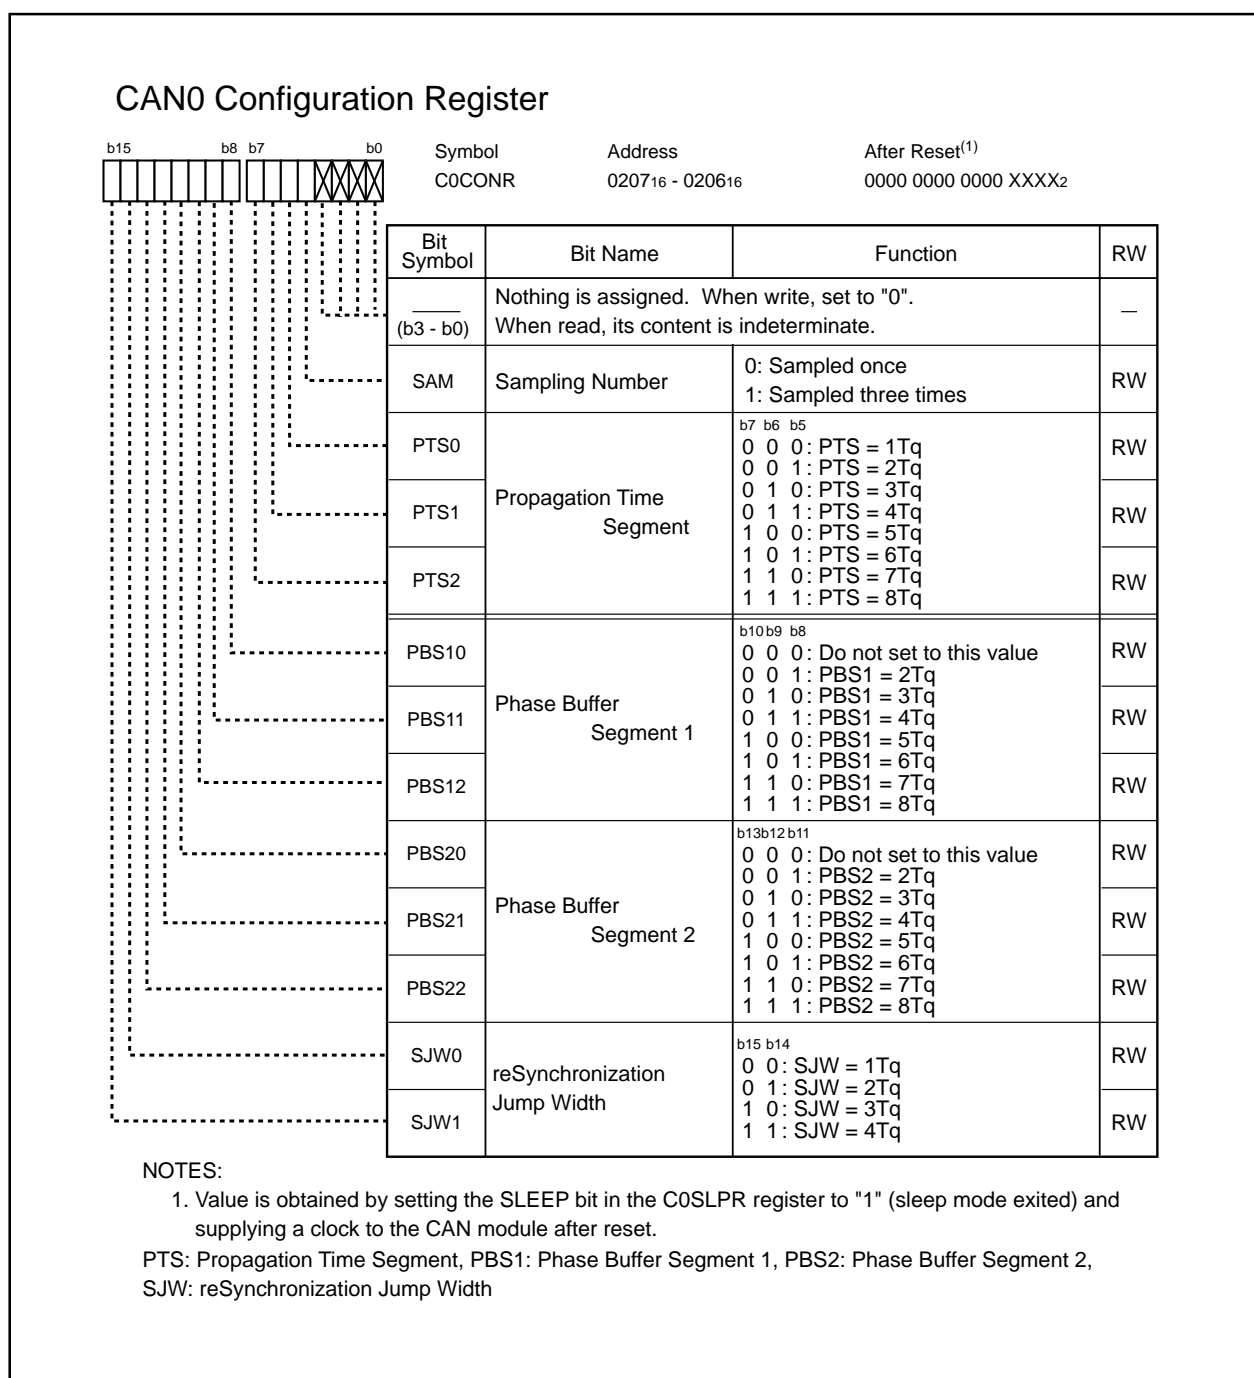 CAN0 Configuration Register
b15 b8 b7 b0 Symbol Address After Reset(1)
C0CONR 020716 - 020616 0000 0000 0000 XXXX2
Bit Symbol Bit Name Function RW
(b3 - b0) Nothing is assigned. When write, set to "0".
When read, its content is indeterminate. —
SAM Sampling Number 0: Sampled once
1: Sampled three times RW
b7 b6 b5
PTS0 0 0 0: PTS = 1Tq RW
0 0 1: PTS = 2Tq
0 1 0: PTS = 3Tq
PTS1 Propagation Time Segment 0 1 1: PTS = 4Tq RW
1 0 0: PTS = 5Tq
1 0 1: PTS = 6Tq
PTS2 1 1 0: PTS = 7Tq RW
1 1 1: PTS = 8Tq
b10 b9 b8
PBS10 0 0 0: Do not set to this value RW
0 0 1: PBS1 = 2Tq
0 1 0: PBS1 = 3Tq
PBS11 Phase Buffer Segment 1 0 1 1: PBS1 = 4Tq RW
1 0 0: PBS1 = 5Tq
1 0 1: PBS1 = 6Tq
PBS12 1 1 0: PBS1 = 7Tq RW
1 1 1: PBS1 = 8Tq
b13 b12 b11
PBS20 0 0 0: Do not set to this value RW
0 0 1: PBS2 = 2Tq
0 1 0: PBS2 = 3Tq
PBS21 Phase Buffer Segment 2 0 1 1: PBS2 = 4Tq RW
1 0 0: PBS2 = 5Tq
1 0 1: PBS2 = 6Tq
PBS22 1 1 0: PBS2 = 7Tq RW
1 1 1: PBS2 = 8Tq
b15 b14
SJW0 reSynchronization Jump Width 0 0: SJW = 1Tq RW
0 1: SJW = 2Tq
SJW1 1 0: SJW = 3Tq RW
1 1: SJW = 4Tq
NOTES:
1. Value is obtained by setting the SLEEP bit in the C0SLPR register to "1" (sleep mode exited) and
supplying a clock to the CAN module after reset.
PTS: Propagation Time Segment, PBS1: Phase Buffer Segment 1, PBS2: Phase Buffer Segment 2,
SJW: reSynchronization Jump Width